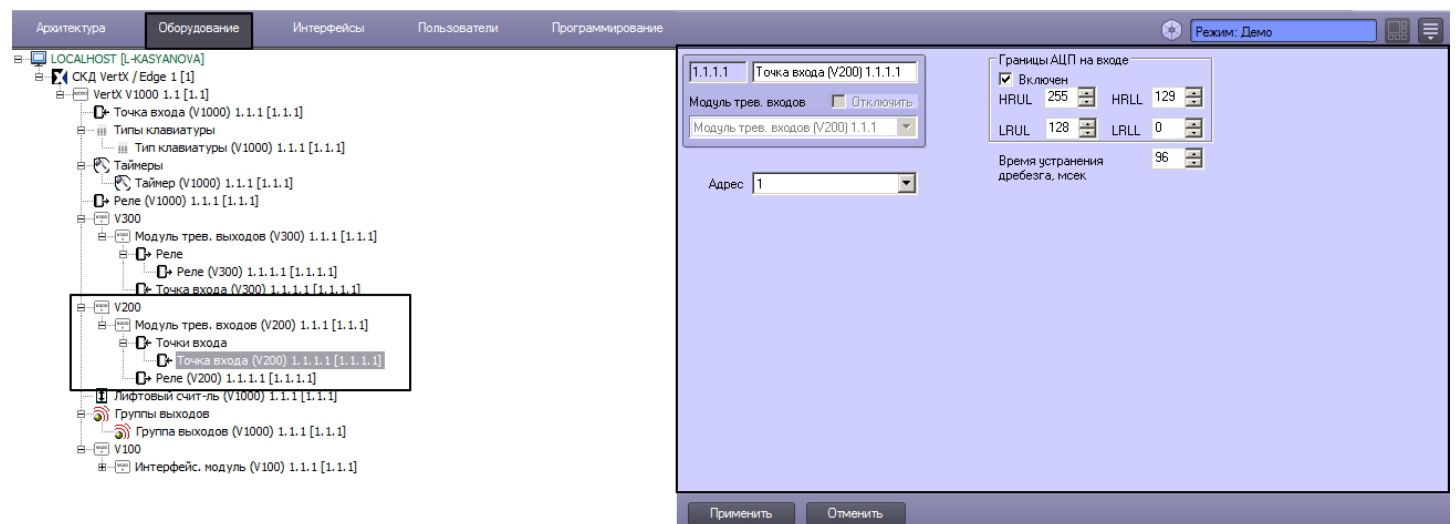 Архитектура Оборудование Интерфейсы Пользователи Программирование Режим: Демо
LOCALHOST [L-KASYANOVA]
СКД VertX / Edge 1 [1]
VertX V1000 1.1 [1.1]
Точка входа (V1000) 1.1.1 [1.1.1]
Типы клавиатуры
Тип клавиатуры (V1000) 1.1.1 [1.1.1]
Таймеры
Таймер (V1000) 1.1.1 [1.1.1]
Реле (V1000) 1.1.1 [1.1.1]
V300
Модуль трев. выходов (V300) 1.1.1 [1.1.1]
Реле
Реле (V300) 1.1.1.1 [1.1.1.1]
Точка входа (V300) 1.1.1.1 [1.1.1.1]
V200
Модуль трев. входов (V200) 1.1.1 [1.1.1]
Точки входа
Точка входа (V200) 1.1.1.1 [1.1.1.1]
Реле (V200) 1.1.1.1 [1.1.1.1]
Лифтовый счит-ль (V1000) 1.1.1 [1.1.1]
Группы выходов
Группа выходов (V1000) 1.1.1 [1.1.1]
V100
Интерфейс. модуль (V100) 1.1.1 [1.1.1]
1.1.1.1 Точка входа (V200) 1.1.1.1
Модуль трев. входов Отключить
Модуль трев. входов (V200) 1.1.1
Адрес 1
Границы АЦП на входе
Включен
HRUL 255 HRLL 129
LRUL 128 LRLL 0
Время устранения 96
дребезга, мсек
Применить Отменить